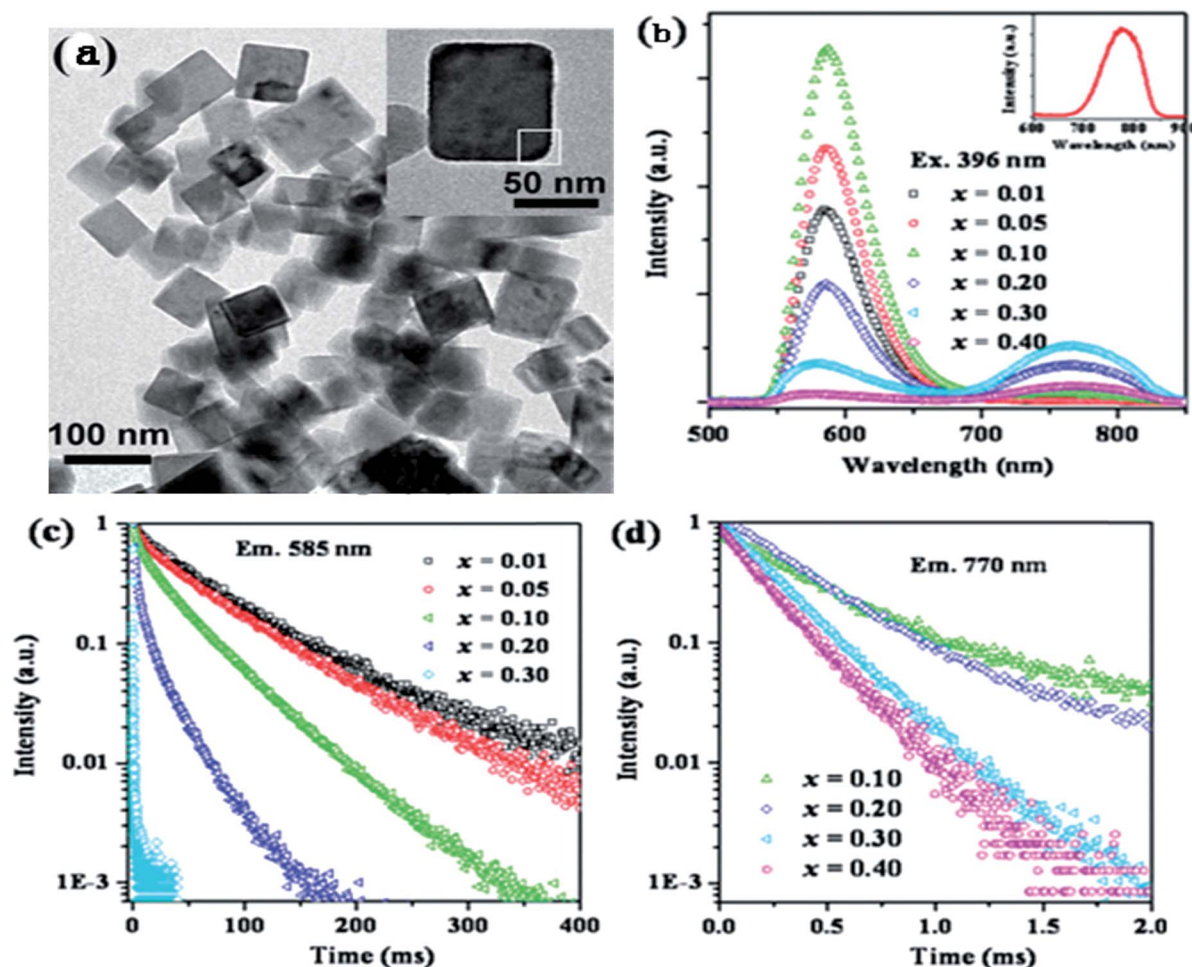 (a)
50 nm
100 nm
(b)
Intensity (a.u.)
Wavelength (nm)
500
600
700
800
Ex. 396 nm
x = 0.01
x = 0.05
x = 0.10
x = 0.20
x = 0.30
x = 0.40
Intensity (a.u.)
600
700
800
900
Wavelength (nm)
(c)
Em. 585 nm
x = 0.01
x = 0.05
x = 0.10
x = 0.20
x = 0.30
Intensity (a.u.)
1
0.1
0.01
1E-3
0
100
200
300
400
Time (ms)
(d)
Em. 770 nm
x = 0.10
x = 0.20
x = 0.30
x = 0.40
Intensity (a.u.)
1
0.1
0.01
1E-3
0.0
0.5
1.0
1.5
2.0
Time (ms)